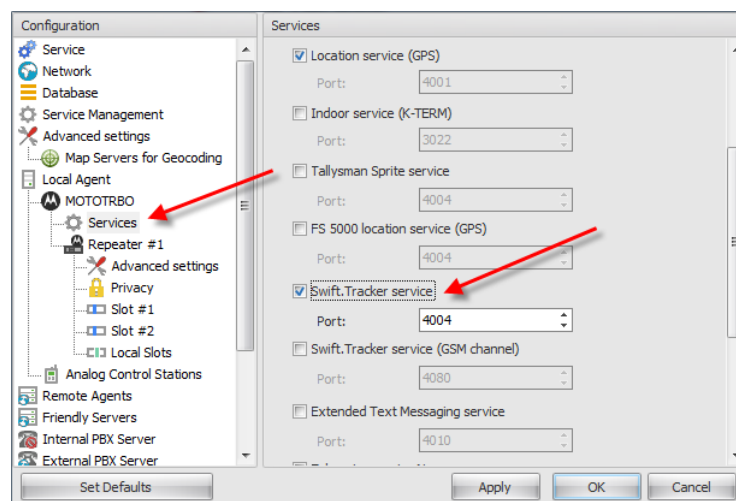 Configuration
Service
Network
Database
Service Management
Advanced settings
Map Servers for Geocoding
Local Agent
MOTOTRBO
Services
Repeater #1
Advanced settings
Privacy
Slot #1
Slot #2
Local Slots
Analog Control Stations
Remote Agents
Friendly Servers
Internal PBX Server
External PBX Server
Set Defaults
Services
Location service (GPS)
Port: 4001
Indoor service (K-TERM)
Port: 3022
Tallysman Sprite service
Port: 4004
FS 5000 location service (GPS)
Port: 4004
Swift.Tracker service
Port: 4004
Swift.Tracker service (GSM channel)
Port: 4080
Extended Text Messaging service
Port: 4010
Apply
OK
Cancel